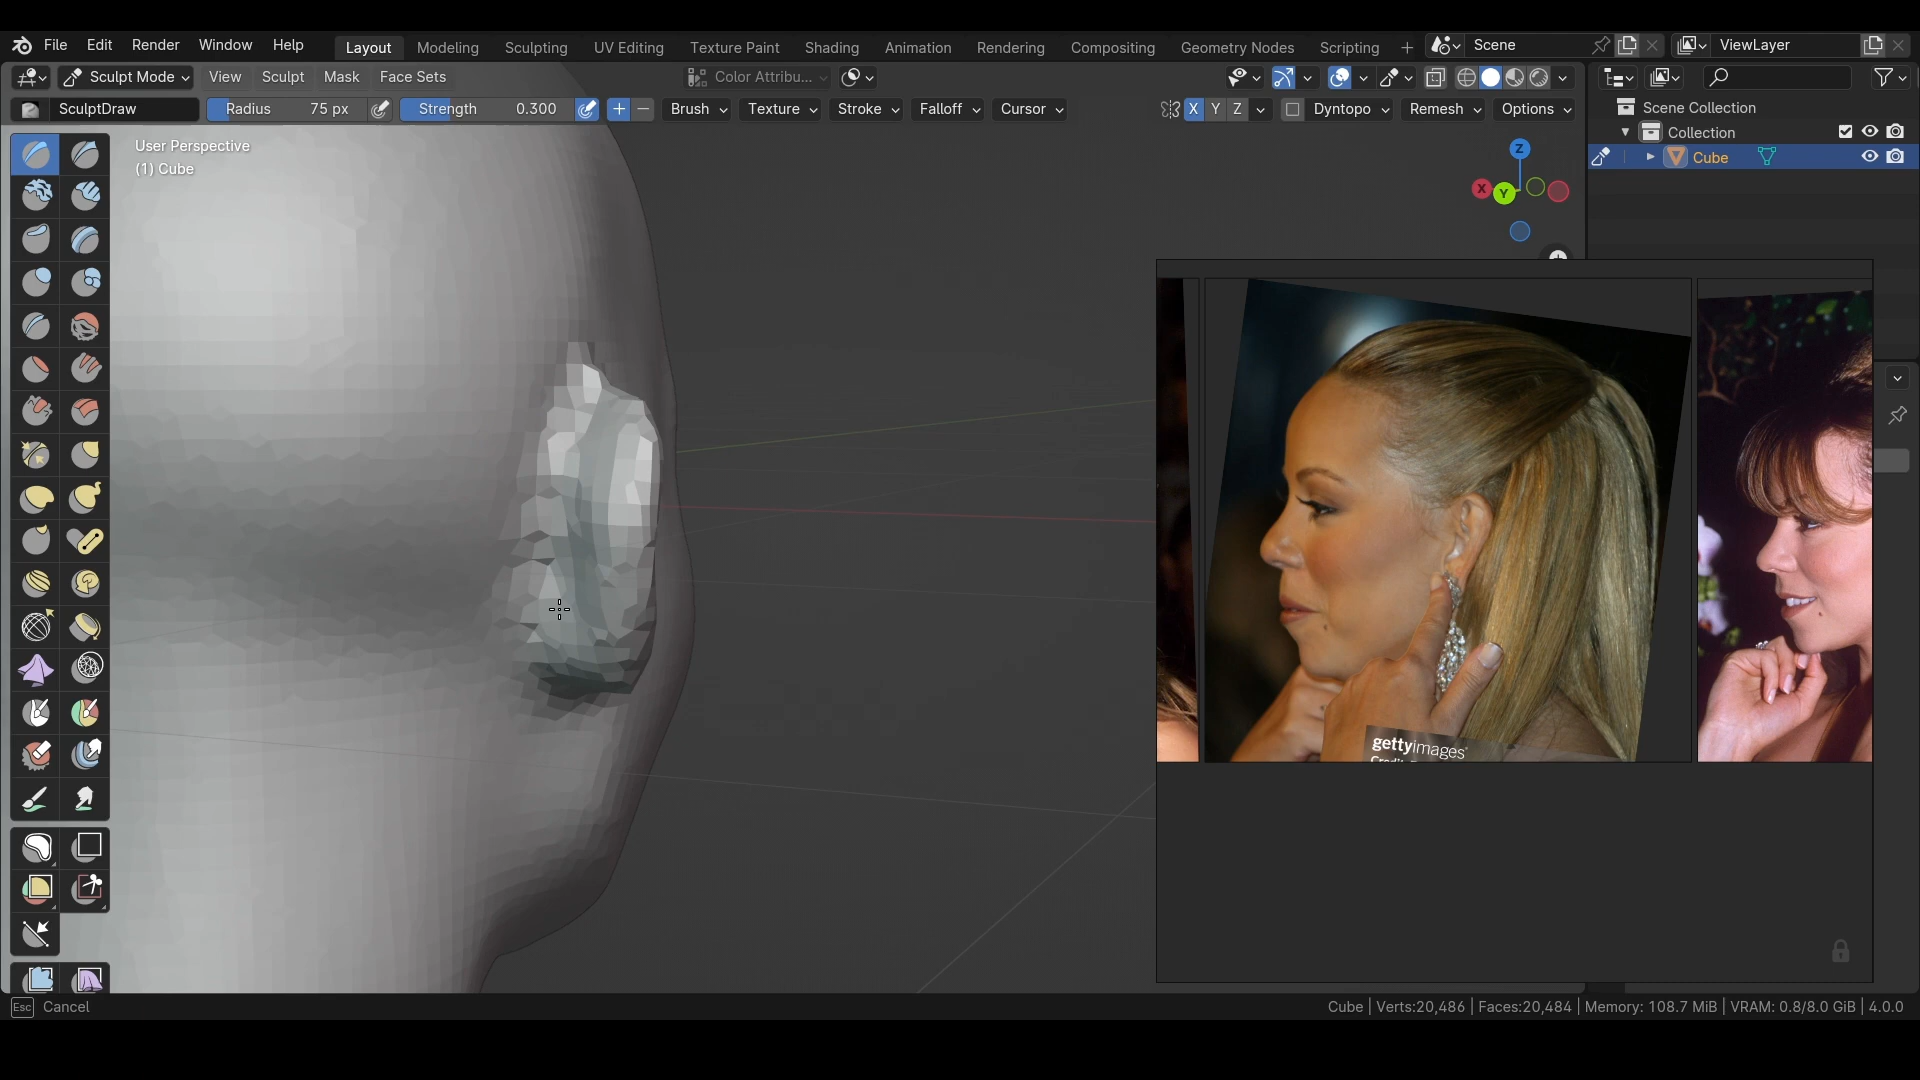 File Edit Render Window Help Layout Modeling Sculpting UV Editing Texture Paint Shading Animation Rendering Compositing Geometry Nodes Scripting + Scene ViewLayer
Sculpt Mode View Sculpt Mask Face Sets Color Attribu...
SculptDraw Radius 75 px Strength 0.300 Brush Texture Stroke Falloff Cursor X Y Z Dyntopo Remesh Options
Scene Collection
Collection
Cube
User Perspective
(1) Cube
Z
X
Y
gettyimages
Esc Cancel
Cube | Verts:20,486 | Faces:20,484 | Memory: 108.7 MiB | VRAM: 0.8/8.0 GiB | 4.0.0